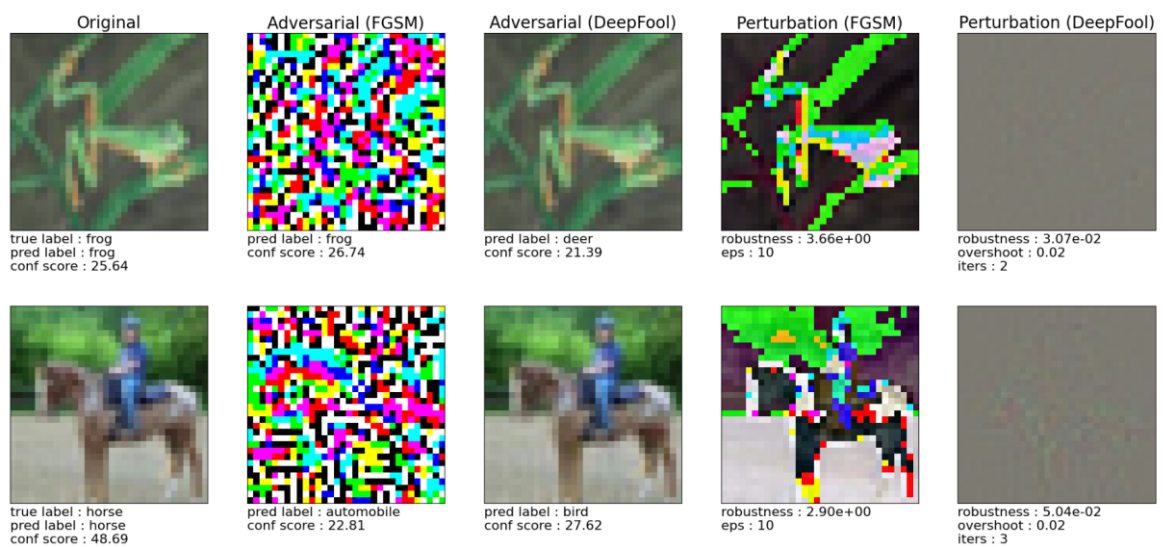 Original
Adversarial (FGSM)
Adversarial (DeepFool)
Perturbation (FGSM)
Perturbation (DeepFool)
true label : frog
pred label : frog
conf score : 25.64
pred label : frog
conf score : 26.74
pred label : deer
conf score : 21.39
robustness : 3.66e+00
eps : 10
robustness : 3.07e-02
overshoot : 0.02
iters : 2
true label : horse
pred label : horse
conf score : 48.69
pred label : automobile
conf score : 22.81
pred label : bird
conf score : 27.62
robustness : 2.90e+00
eps : 10
robustness : 5.04e-02
overshoot : 0.02
iters : 3